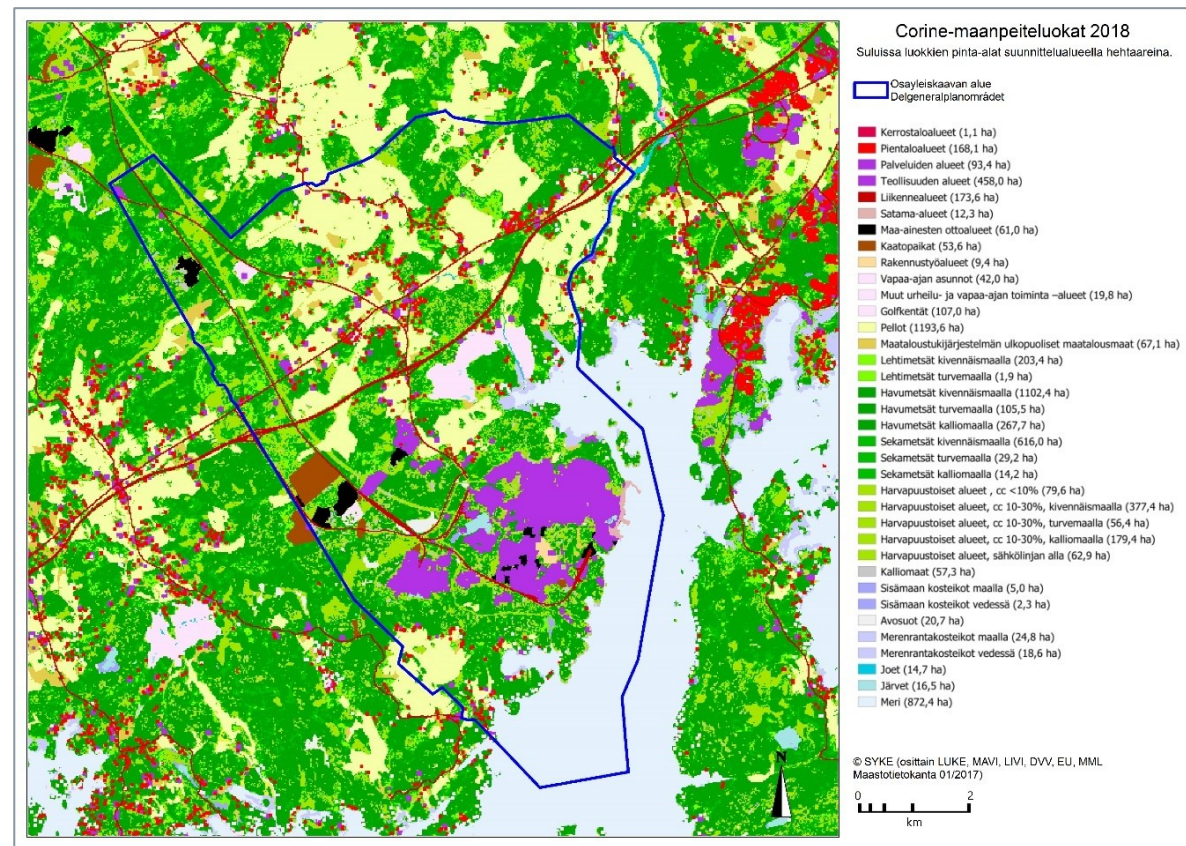 Corine-maanpeiteluokat 2018
Suluissa luokkien pinta-alat suunnittelualueella hehtaareina.
Osayleiskaavan alue
Delgeneralplanområdet
Kerrostaloalueet (1,1 ha)
Pientaloalueet (168,1 ha)
Palveluiden alueet (93,4 ha)
Teollisuuden alueet (458,0 ha)
Liikennealueet (173,6 ha)
Satama-alueet (12,3 ha)
Maa-ainesten ottoalueet (61,0 ha)
Kaatopaikat (53,6 ha)
Rakennustyöalueet (9,4 ha)
Vapaa-ajan asunnot (42,0 ha)
Muut urheilu- ja vapaa-ajan toiminta –alueet (19,8 ha)
Golfkentät (107,0 ha)
Pellot (1193,6 ha)
Maataloustukijärjestelmän ulkopuoliset maatalousmaat (67,1 ha)
Lehtimetsät kivennäismaalla (203,4 ha)
Lehtimetsät turvemaalla (1,9 ha)
Havumetsät kivennäismaalla (1102,4 ha)
Havumetsät turvemaalla (105,5 ha)
Havumetsät kalliomaalla (267,7 ha)
Sekametsät kivennäismaalla (616,0 ha)
Sekametsät turvemaalla (29,2 ha)
Sekametsät kalliomaalla (14,2 ha)
Harvapuustoiset alueet , cc <10% (79,6 ha)
Harvapuustoiset alueet, cc 10-30%, kivennäismaalla (377,4 ha)
Harvapuustoiset alueet, cc 10-30%, turvemaalla (56,4 ha)
Harvapuustoiset alueet, cc 10-30%, kalliomaalla (179,4 ha)
Harvapuustoiset alueet, sähkölinjan alla (62,9 ha)
Kalliomaat (57,3 ha)
Sisämaan kosteikot maalla (5,0 ha)
Sisämaan kosteikot vedessä (2,3 ha)
Avosuot (20,7 ha)
Merenrantakosteikot maalla (24,8 ha)
Merenrantakosteikot vedessä (18,6 ha)
Joet (14,7 ha)
Järvet (16,5 ha)
Meri (872,4 ha)
N
© SYKE (osittain LUKE, MAVI, LIVI, DVV, EU, MML
Maastotietokanta 01/2017)
0 2
km